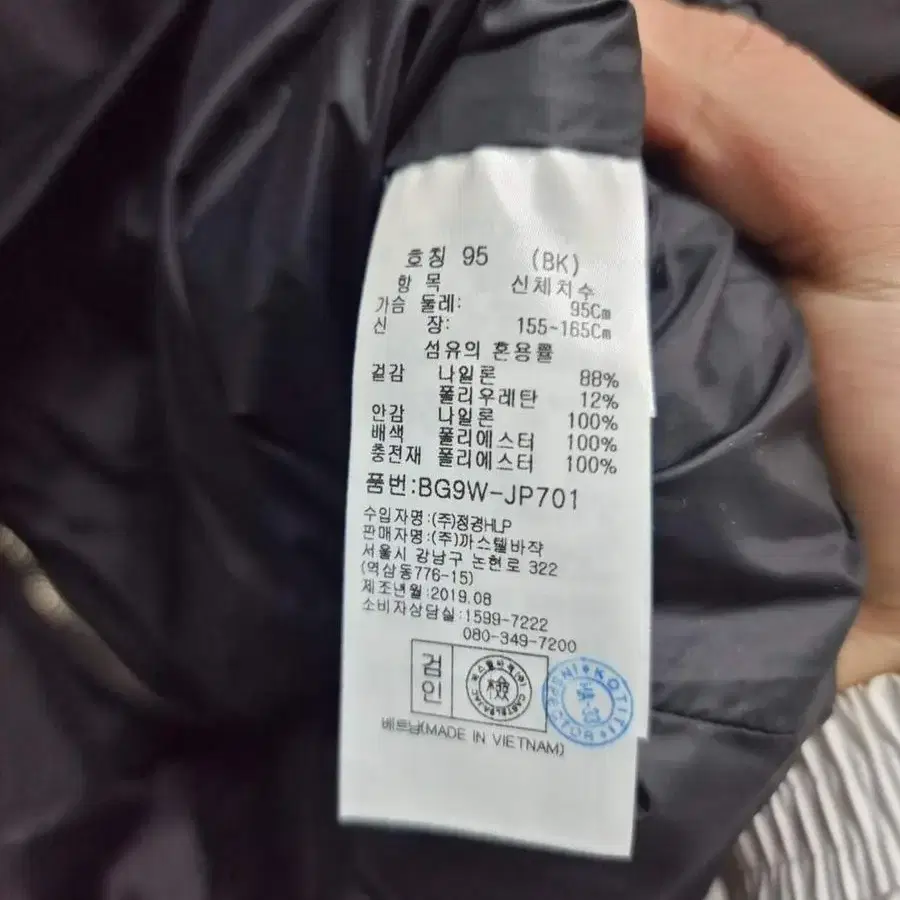 호칭 95 (BK)
항 목 신체치수
가슴 둘레: 95Cm
신 장: 155~165Cm
섬유의 혼용률
겉감 나일론 88%
폴리우레탄 12%
안감 나일론 100%
배색 폴리에스터 100%
충전재 폴리에스터 100%
품번:BG9W-JP701
수입자명:(주)정경HLP
판매자명:(주)까스텔바쟉
서울시 강남구 논현로 322
(역삼동776-15)
제조년월:2019.08
소비자상담실:1599-7222
080-349-7200
검인
檢
CASTELBAJAC
KOTITI
베트남(MADE IN VIETNAM)